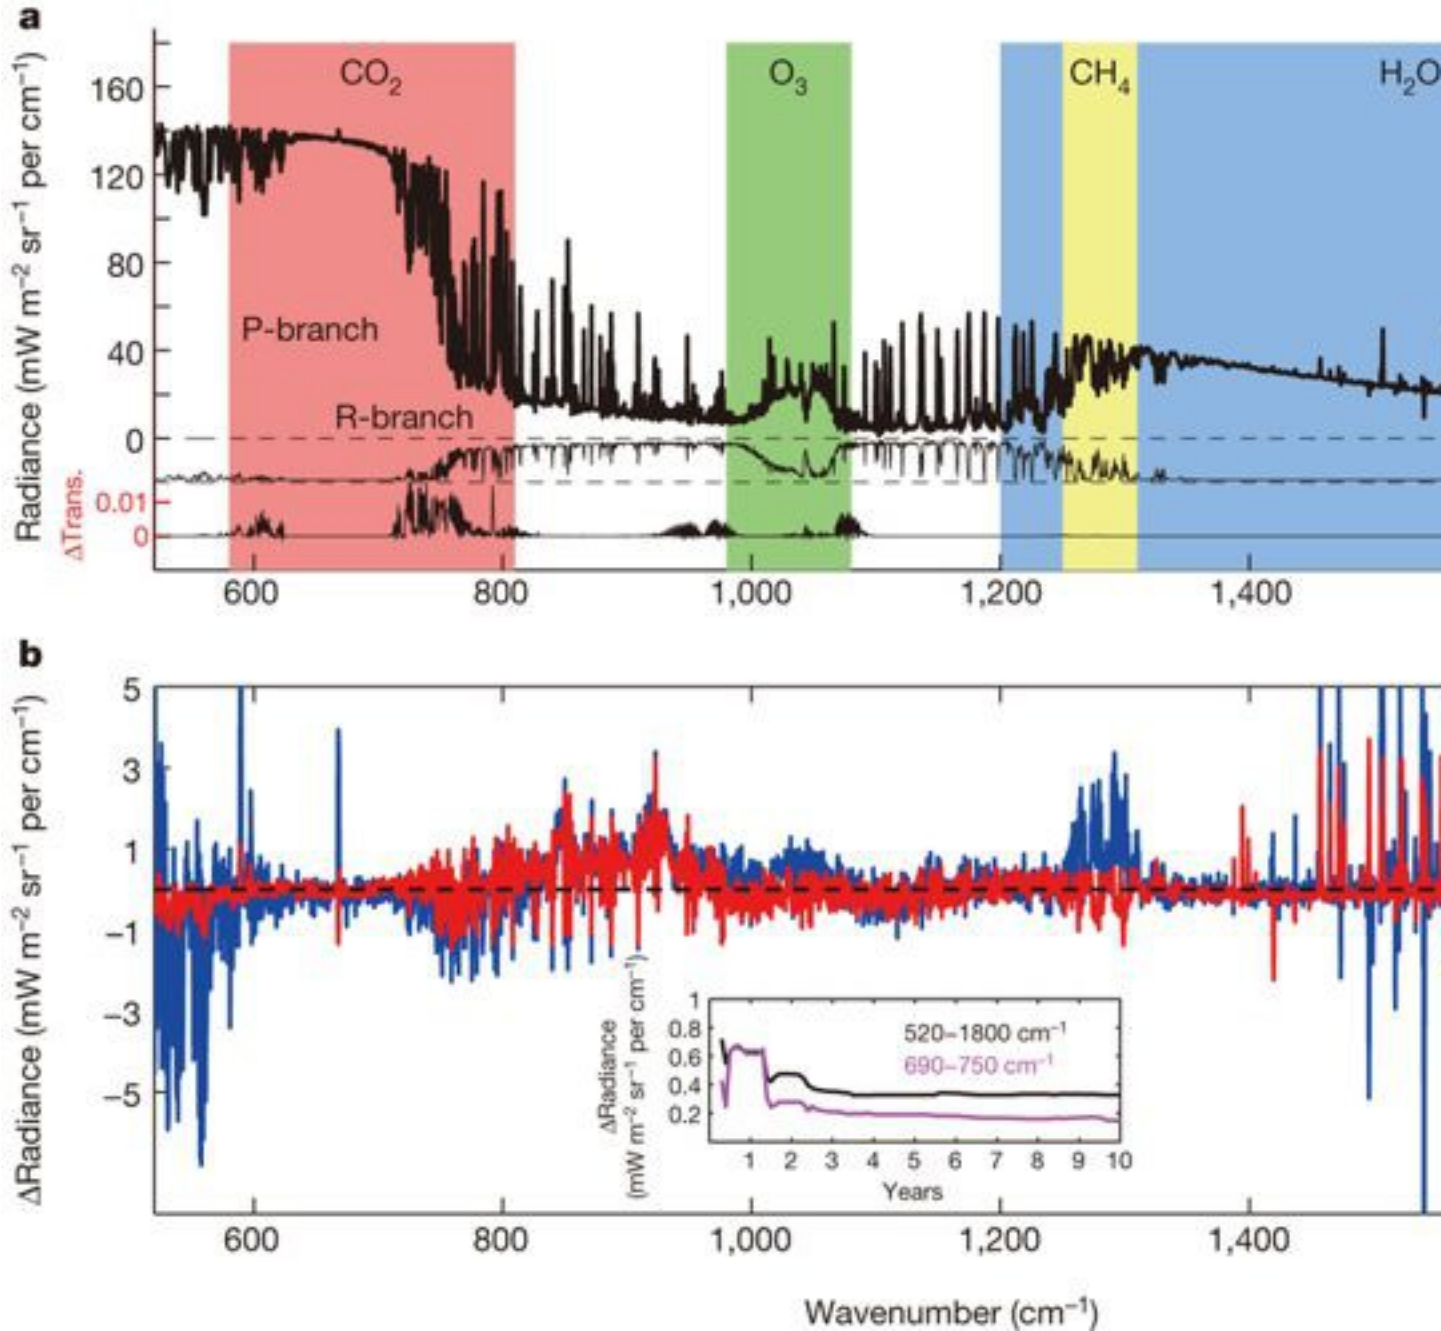 a
CO₂ O₃ CH₄ H₂O
Radiance (mW m⁻² sr⁻¹ per cm⁻¹)
160
120
80
40
0
P-branch
R-branch
ΔTrans.
0.01
0
600 800 1,000 1,200 1,400
b
ΔRadiance (mW m⁻² sr⁻¹ per cm⁻¹)
5
3
1
−1
−3
−5
ΔRadiance
(mW m⁻² sr⁻¹ per cm⁻¹)
1
0.8
0.6
0.4
0.2
520–1800 cm⁻¹
690–750 cm⁻¹
1 2 3 4 5 6 7 8 9 10
Years
600 800 1,000 1,200 1,400
Wavenumber (cm⁻¹)